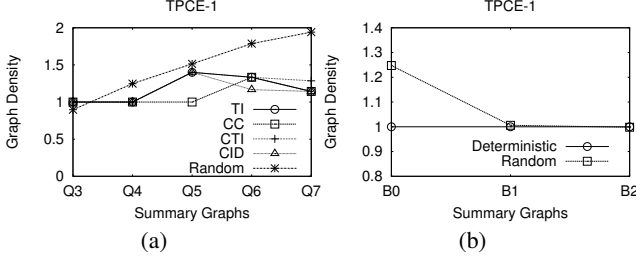 TPCE-1
2
1.5
1
0.5
0
Graph Density
TI
CC
CTI
CID
Random
Q3 Q4 Q5 Q6 Q7
Summary Graphs
(a)
TPCE-1
1.4
1.3
1.2
1.1
1
0.9
0.8
Graph Density
Deterministic
Random
B0 B1 B2
Summary Graphs
(b)